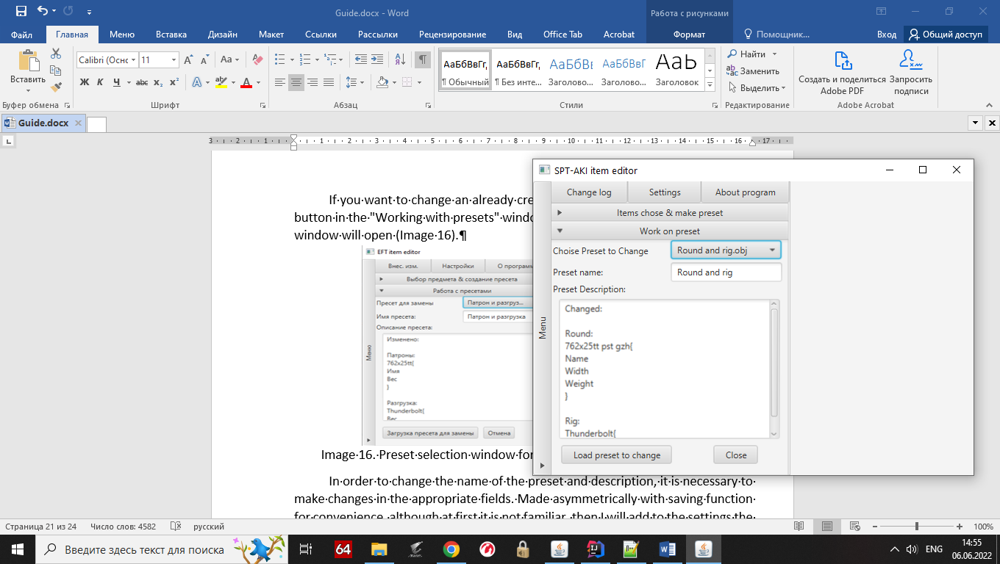 Guide.docx - Word
Работа с рисунками
Файл
Главная
Меню
Вставка
Дизайн
Макет
Ссылки
Рассылки
Рецензирование
Вид
Office Tab
Acrobat
Формат
Помощник...
Вход
Общий доступ
Вставить
Calibri (Оснс
11
Aa
Ж К Ч abc x₂ x²
АаБбВвГг,
АаБбВвГг,
АаБбВı
АаБбВвГ
Аab
¶ Обычный
¶ Без инте...
Заголово...
Заголово...
Заголовок
Найти
Заменить
Выделить
Создать и поделиться
Adobe PDF
Запросить
подписи
Буфер обмена
Шрифт
Абзац
Стили
Редактирование
Adobe Acrobat
Guide.docx
3 2 1 1 2 3 4 5 6 7 8 9 10 11 12 13 14 15 16 17
If you want to change an already cre
button in the "Working with presets" windo
window will open (Image 16).¶
EFT item editor
Внес. изм.
Настройки
О програм
Выбор предмета & создание пресета
Работа с пресетами
Пресет для замены
Патрон и разгруз...
Имя пресета:
Патрон и разгрузка
Описание пресета:
Изменено:
Патроны:
762x25tt{
Имя
Вес
}
Разгрузка:
Thunderbolt{
Вес
Меню
Загрузка пресета для замены
Отмена
Image 16. Preset selection window for
In order to change the name of the preset and description, it is necessary to
make changes in the appropriate fields. Made asymmetrically with saving function
for convenience, although at first it is not familiar, then I will add to the settings the
SPT-AKI item editor
Change log
Settings
About program
Items chose & make preset
Work on preset
Choise Preset to Change
Round and rig.obj
Preset name:
Round and rig
Preset Description:
Changed:
Round:
762x25tt pst gzh{
Name
Width
Weight
}
Rig:
Thunderbolt{
Menu
Load preset to change
Close
Страница 21 из 24
Число слов: 4582
русский
100%
Введите здесь текст для поиска
64
ENG
14:55
06.06.2022